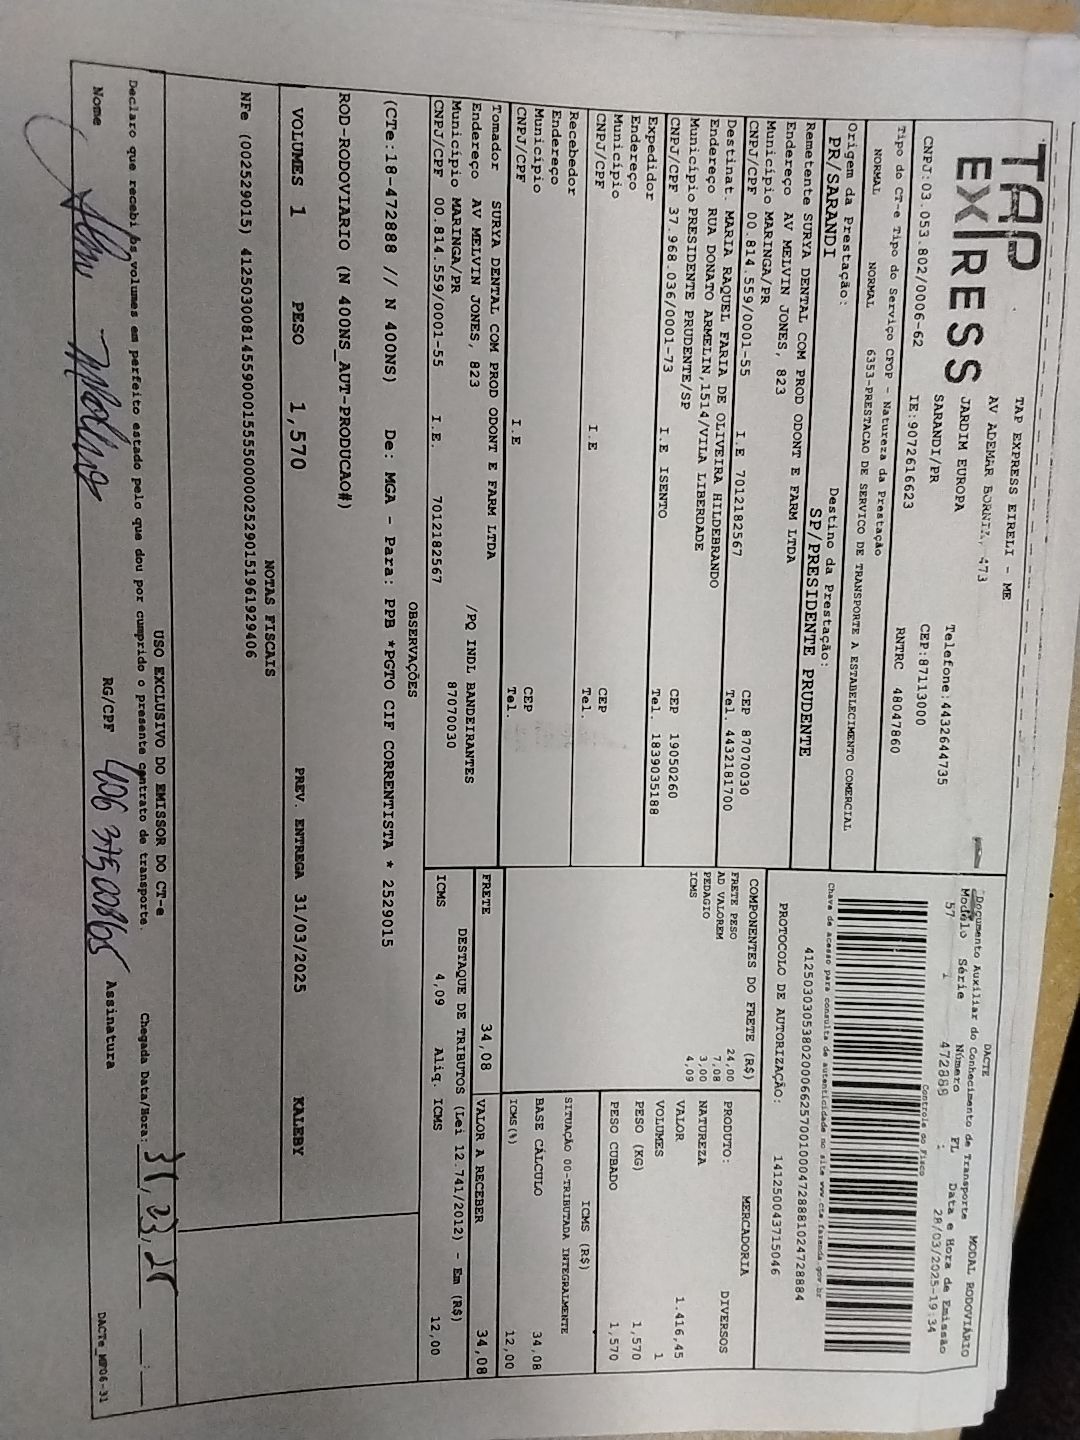 TAP
EXPRESS
TAP EXPRESS EIRELI - ME
AV ADEMAR BORNIA, 473
JARDIM EUROPA
SARANDI/PR
Telefone:4432644735
CEP:87113000
CNPJ:03.053.802/0006-62 IE:9072616623 RNTRC 48047860
Tipo do CT-e Tipo do Serviço CFOP - Natureza da Prestação
NORMAL NORMAL 6353-PRESTACAO DE SERVICO DE TRANSPORTE A ESTABELECIMENTO COMERCIAL
Origem da Prestação: Destino da Prestação:
PR/SARANDI SP/PRESIDENTE PRUDENTE
Remetente SURYA DENTAL COM PROD ODONT E FARM LTDA
Endereço AV MELVIN JONES, 823
Município MARINGA/PR CEP 87070030
CNPJ/CPF 00.814.559/0001-55 I.E 7012182567 Tel. 4432181700
Destinat. MARIA RAQUEL FARIA DE OLIVEIRA HILDEBRANDO
Endereço RUA DONATO ARMELIN,1514/VILA LIBERDADE
Município PRESIDENTE PRUDENTE/SP CEP 19050260
CNPJ/CPF 37.968.036/0001-73 I.E ISENTO Tel. 1839035188
Expedidor
Endereço
Município CEP
CNPJ/CPF I.E Tel.
Recebedor
Endereço
Município CEP
CNPJ/CPF I.E Tel.
Tomador SURYA DENTAL COM PROD ODONT E FARM LTDA
Endereço AV MELVIN JONES, 823 /PQ INDL BANDEIRANTES
Município MARINGA/PR 87070030
CNPJ/CPF 00.814.559/0001-55 I.E. 7012182567
DACTE MODAL RODOVIÁRIO
Documento Auxiliar do Conhecimento de Transporte
Modelo Série Número FL Data e Hora de Emissão
57 1 472888 28/03/2025-19:34
Controle do Fisco
Chave de acesso para consulta de autenticidade no site www.cte.fazenda.gov.br
41250303053802000662570010004728881024728884
PROTOCOLO DE AUTORIZAÇÃO: 141250043715046
COMPONENTES DO FRETE (R$)
FRETE PESO 24,00
AD VALOREM 7,08
PEDAGIO 3,00
ICMS 4,09
MERCADORIA
PRODUTO: DIVERSOS
NATUREZA
VALOR 1.416,45
VOLUMES 1
PESO (KG) 1,570
PESO CUBADO 1,570
ICMS (R$)
SITUAÇÃO 00-TRIBUTADA INTEGRALMENTE
BASE CÁLCULO 34,08
ICMS(%) 12,00
FRETE 34,08 VALOR A RECEBER 34,08
DESTAQUE DE TRIBUTOS (Lei 12.741/2012) - Em (R$)
ICMS 4,09 Aliq. ICMS 12,00
OBSERVAÇÕES
(CTe:18-472888 // N 400NS) De: MGA - Para: PPB *PGTO CIF CORRENTISTA * 2529015
ROD-RODOVIARIO (N 400NS_AUT-PRODUCAO#)
VOLUMES 1 PESO 1,570 PREV. ENTREGA 31/03/2025 KALEBY
NOTAS FISCAIS
NFe (002529015) 41250300814559000155550000025290151961929406
USO EXCLUSIVO DO EMISSOR DO CT-e
Declaro que recebi os volumes em perfeito estado pelo que dou por cumprido o presente contrato de transporte. Chegada Data/Hora: 31/03/25
Nome RG/CPF Assinatura
DACTe_MP06-31